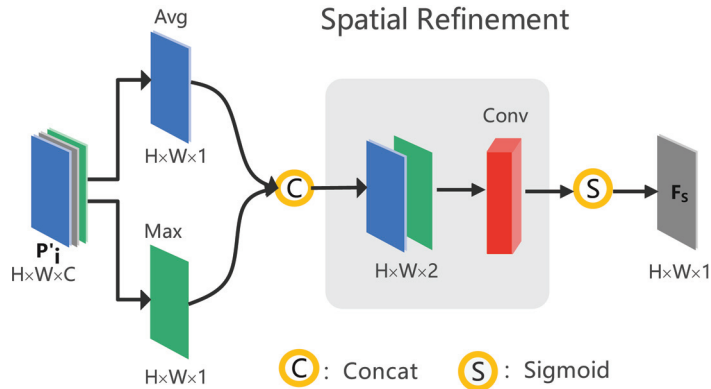 Spatial Refinement
Avg
H×W×1
P'i
H×W×C
Max
H×W×1
C
H×W×2
Conv
S
Fs
H×W×1
C : Concat
S : Sigmoid